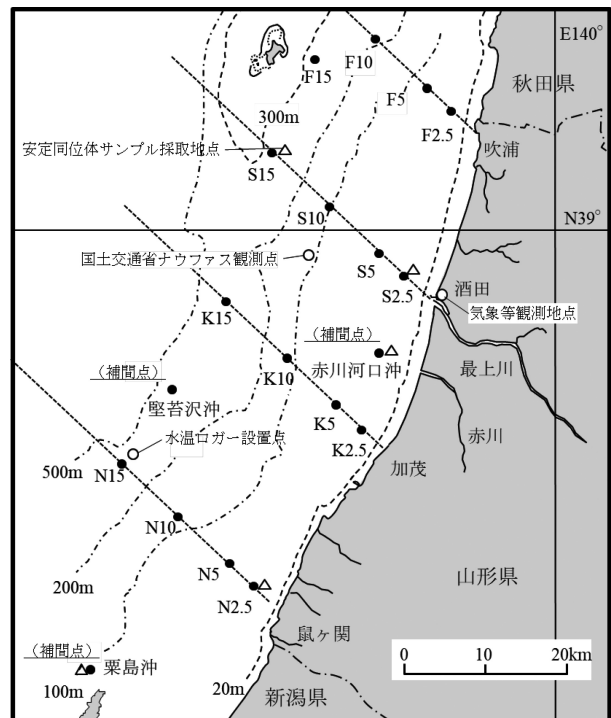 E140°
F10
F15
秋田県
F5
300m
F2.5
安定同位体サンプル採取地点
吹浦
S15
S10
N39°
国土交通省ナウファス観測点
S5
S2.5
酒田
気象等観測地点
K15
(補間点)
赤川河口沖
最上川
K10
(補間点)
堅苔沢沖
K5
赤川
水温ロガー設置点
K2.5
加茂
500m
N15
N10
山形県
200m
N5
N2.5
鼠ヶ関
(補間点)
粟島沖
0 10 20km
100m
20m
新潟県